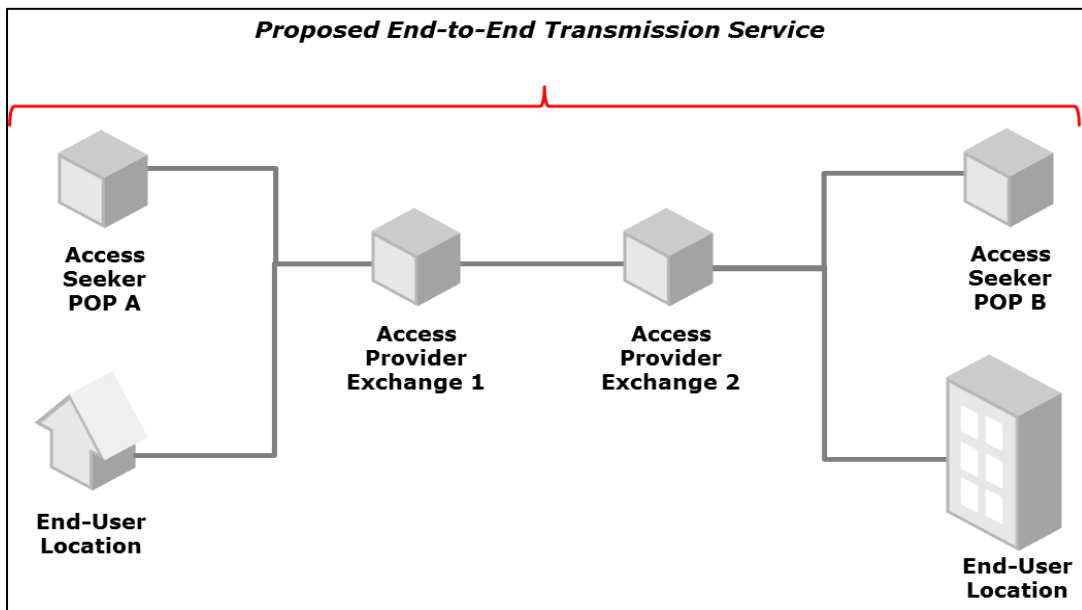 Proposed End-to-End Transmission Service
Access
Seeker
POP A
Access
Provider
Exchange 1
Access
Provider
Exchange 2
Access
Seeker
POP B
End-User
Location
End-User
Location